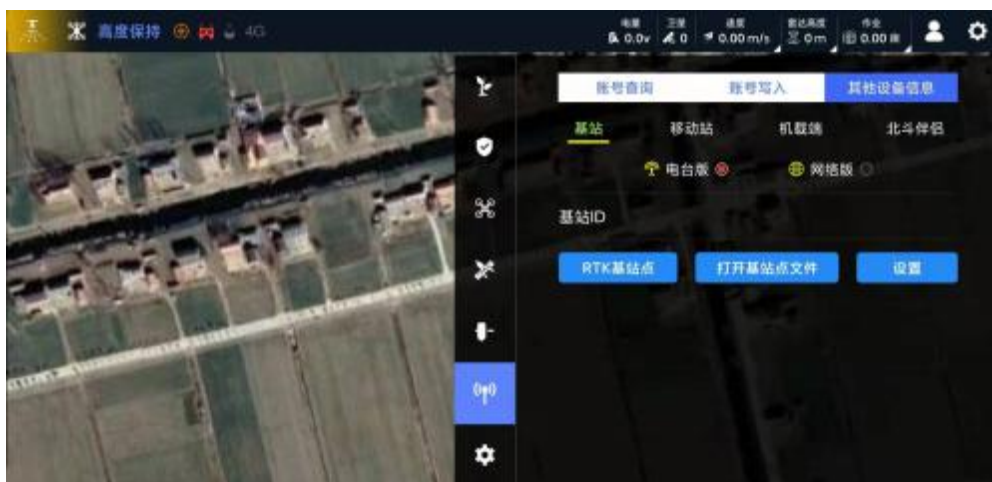 高度保持 4G
电量 卫星 速度 雷达高度 作业
0.0v 0 0.00 m/s 0 m 0.00 亩
账号查询 账号写入 其他设备信息
基站 移动站 机载端 北斗伴侣
电台版 网络版
基站ID
RTK基站点 打开基站点文件 设置